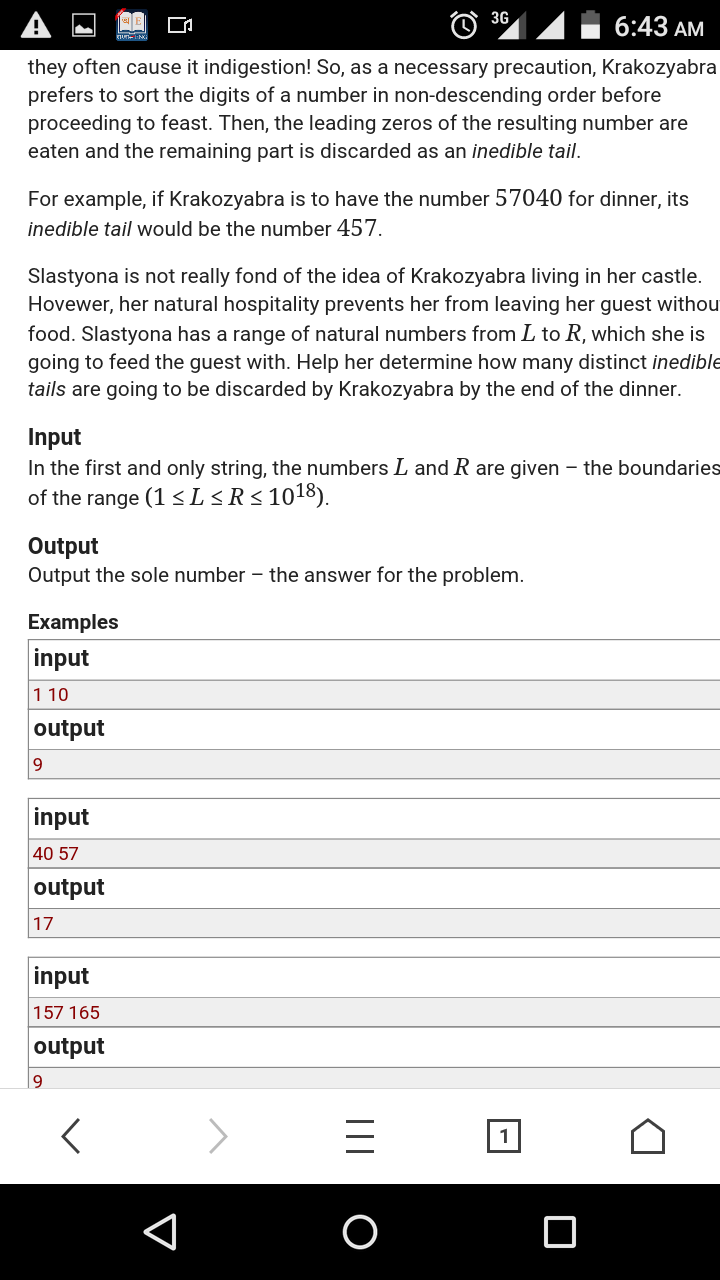 3G 6:43 AM
they often cause it indigestion! So, as a necessary precaution, Krakozyabra
prefers to sort the digits of a number in non-descending order before
proceeding to feast. Then, the leading zeros of the resulting number are
eaten and the remaining part is discarded as an inedible tail.
For example, if Krakozyabra is to have the number 57040 for dinner, its
inedible tail would be the number 457.
Slastyona is not really fond of the idea of Krakozyabra living in her castle.
Hovewer, her natural hospitality prevents her from leaving her guest withou
food. Slastyona has a range of natural numbers from L to R, which she is
going to feed the guest with. Help her determine how many distinct inedible
tails are going to be discarded by Krakozyabra by the end of the dinner.
Input
In the first and only string, the numbers L and R are given – the boundaries
of the range (1 ≤ L ≤ R ≤ 10^18).
Output
Output the sole number – the answer for the problem.
Examples
input
1 10
output
9
input
40 57
output
17
input
157 165
output
9
1